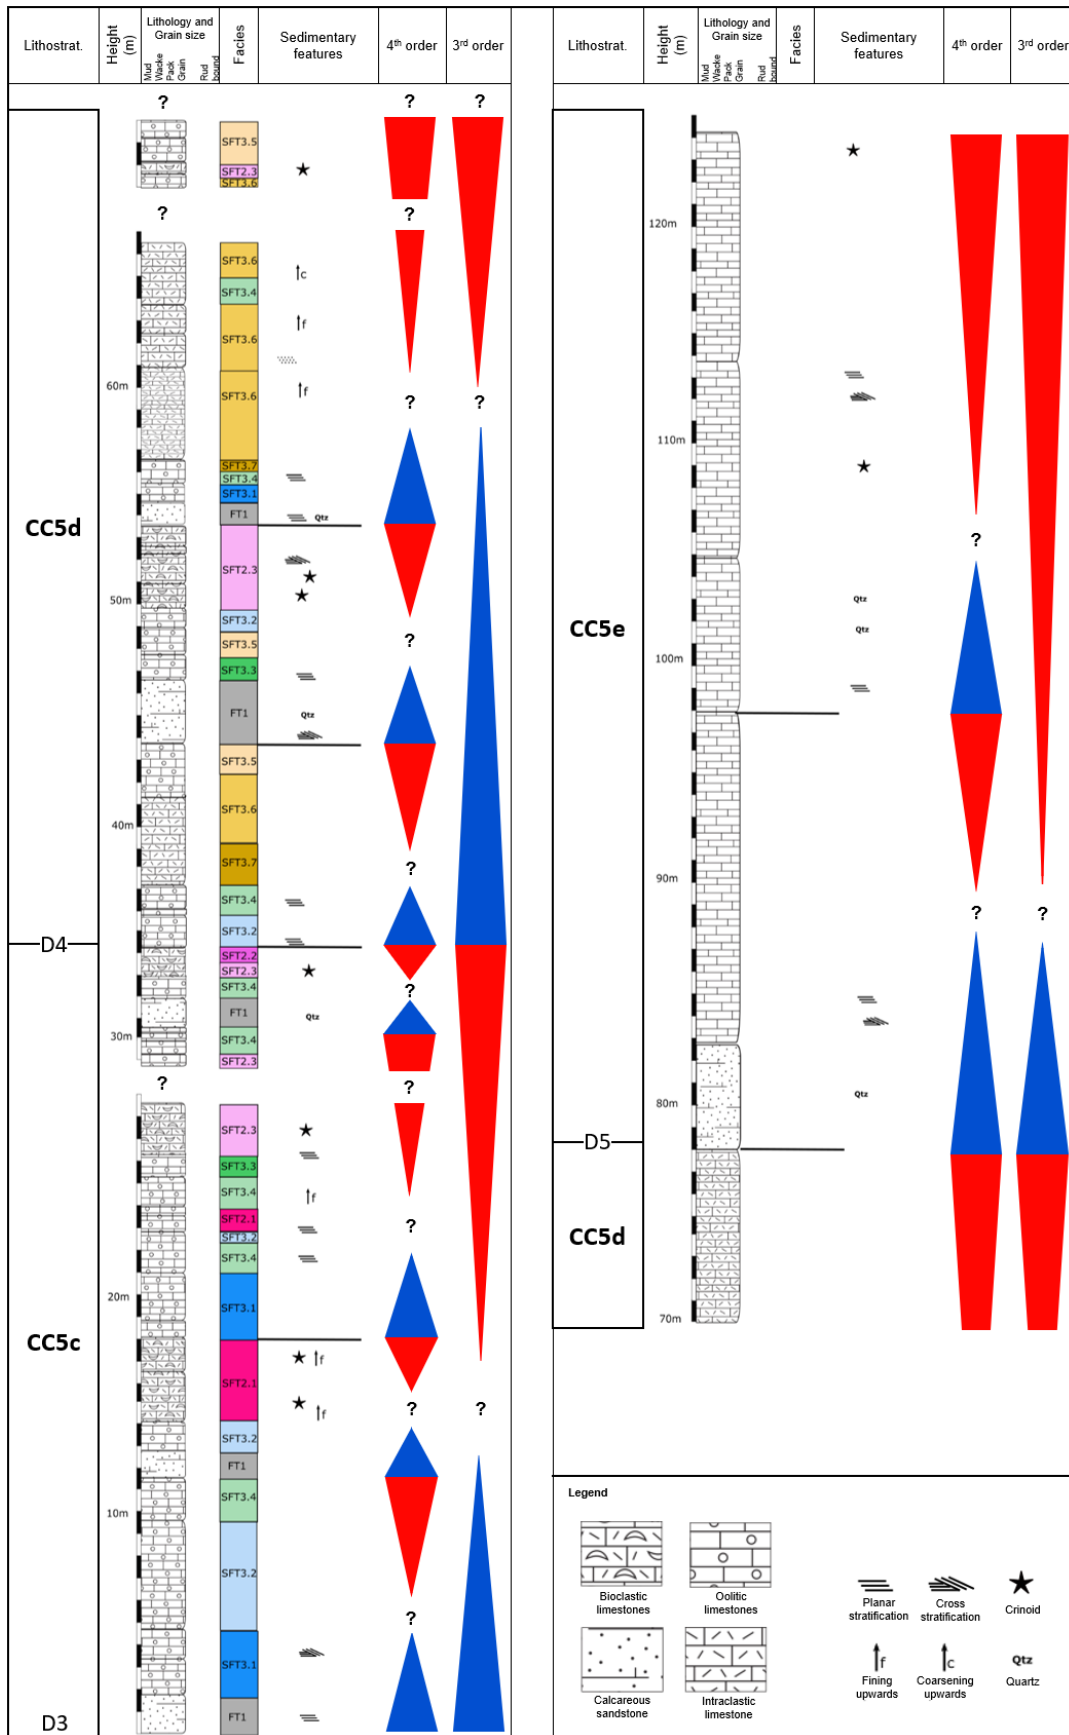 Lithostrat.
Height (m)
Lithology and
Grain size
Mud
Wacke
Pack
Grain
Rud
bound
Facies
Sedimentary
features
4th order
3rd order
?
?
?
SFT3.5
SFT2.3
SFT3.6
?
?
SFT3.6
c
SFT3.4
f
SFT3.6
60m
SFT3.6
f
?
?
SFT3.7
SFT3.4
SFT3.1
FT1
Qtz
CC5d
SFT2.3
50m
SFT3.2
SFT3.5
?
SFT3.3
FT1
Qtz
SFT3.5
SFT3.6
40m
SFT3.7
?
SFT3.4
SFT3.2
D4
SFT2.2
SFT2.3
SFT3.4
?
FT1
Qtz
30m
SFT3.4
SFT2.3
?
?
SFT2.3
SFT3.3
SFT3.4
f
SFT2.1
SFT3.2
?
SFT3.4
20m
SFT3.1
CC5c
SFT2.1
f
f
?
?
SFT3.2
FT1
10m
SFT3.4
SFT3.2
?
SFT3.1
FT1
D3
Lithostrat.
Height (m)
Lithology and
Grain size
Mud
Wacke
Pack
Grain
Rud
bound
Facies
Sedimentary
features
4th order
3rd order
120m
110m
?
Qtz
CC5e
Qtz
100m
90m
?
?
Qtz
80m
D5
CC5d
70m
Legend
Bioclastic
limestones
Oolitic
limestones
Planar
stratification
Cross
stratification
Crinoid
Calcareous
sandstone
Intraclastic
limestone
f
Fining
upwards
c
Coarsening
upwards
Qtz
Quartz